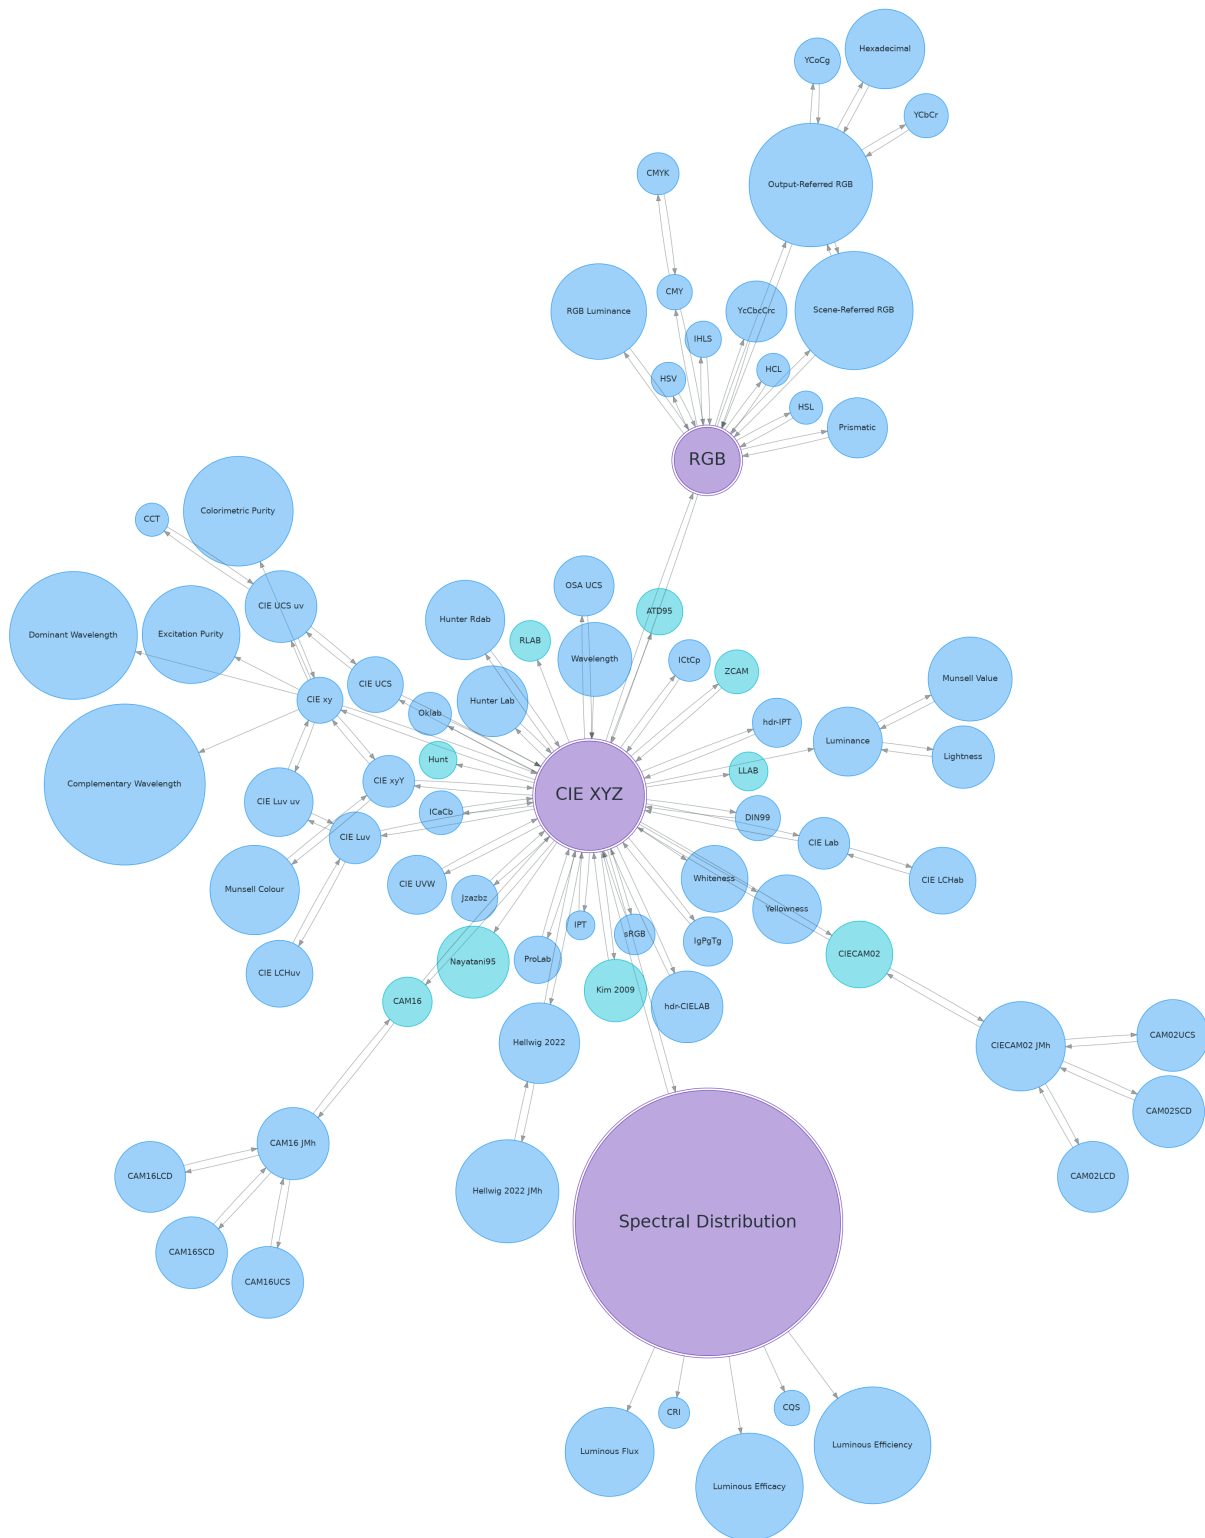 Hexadecimal
YCoCg
YCbCr
CMYK
Output-Referred RGB
CMY
RGB Luminance
YcCbcCrc
Scene-Referred RGB
IHLS
HCL
HSV
HSL
Prismatic
RGB
Colorimetric Purity
CCT
OSA UCS
CIE UCS uv
ATD95
Hunter Rdab
Dominant Wavelength
Excitation Purity
RLAB
Wavelength
ICtCp
ZCAM
Munsell Value
CIE UCS
CIE xy
Hunter Lab
Oklab
hdr-IPT
Luminance
Lightness
Hunt
LLAB
CIE xyY
Complementary Wavelength
CIE XYZ
CIE Luv uv
ICaCb
DIN99
CIE Luv
CIE Lab
Whiteness
CIE LCHab
CIE UVW
Munsell Colour
Jzazbz
Yellowness
IPT
sRGB
IgPgTg
CIECAM02
ProLab
Nayatani95
CIE LCHuv
Kim 2009
CAM16
hdr-CIELAB
CAM02UCS
Hellwig 2022
CIECAM02 JMh
CAM02SCD
CAM16 JMh
CAM16LCD
CAM02LCD
Hellwig 2022 JMh
Spectral Distribution
CAM16SCD
CAM16UCS
CQS
CRI
Luminous Efficiency
Luminous Flux
Luminous Efficacy